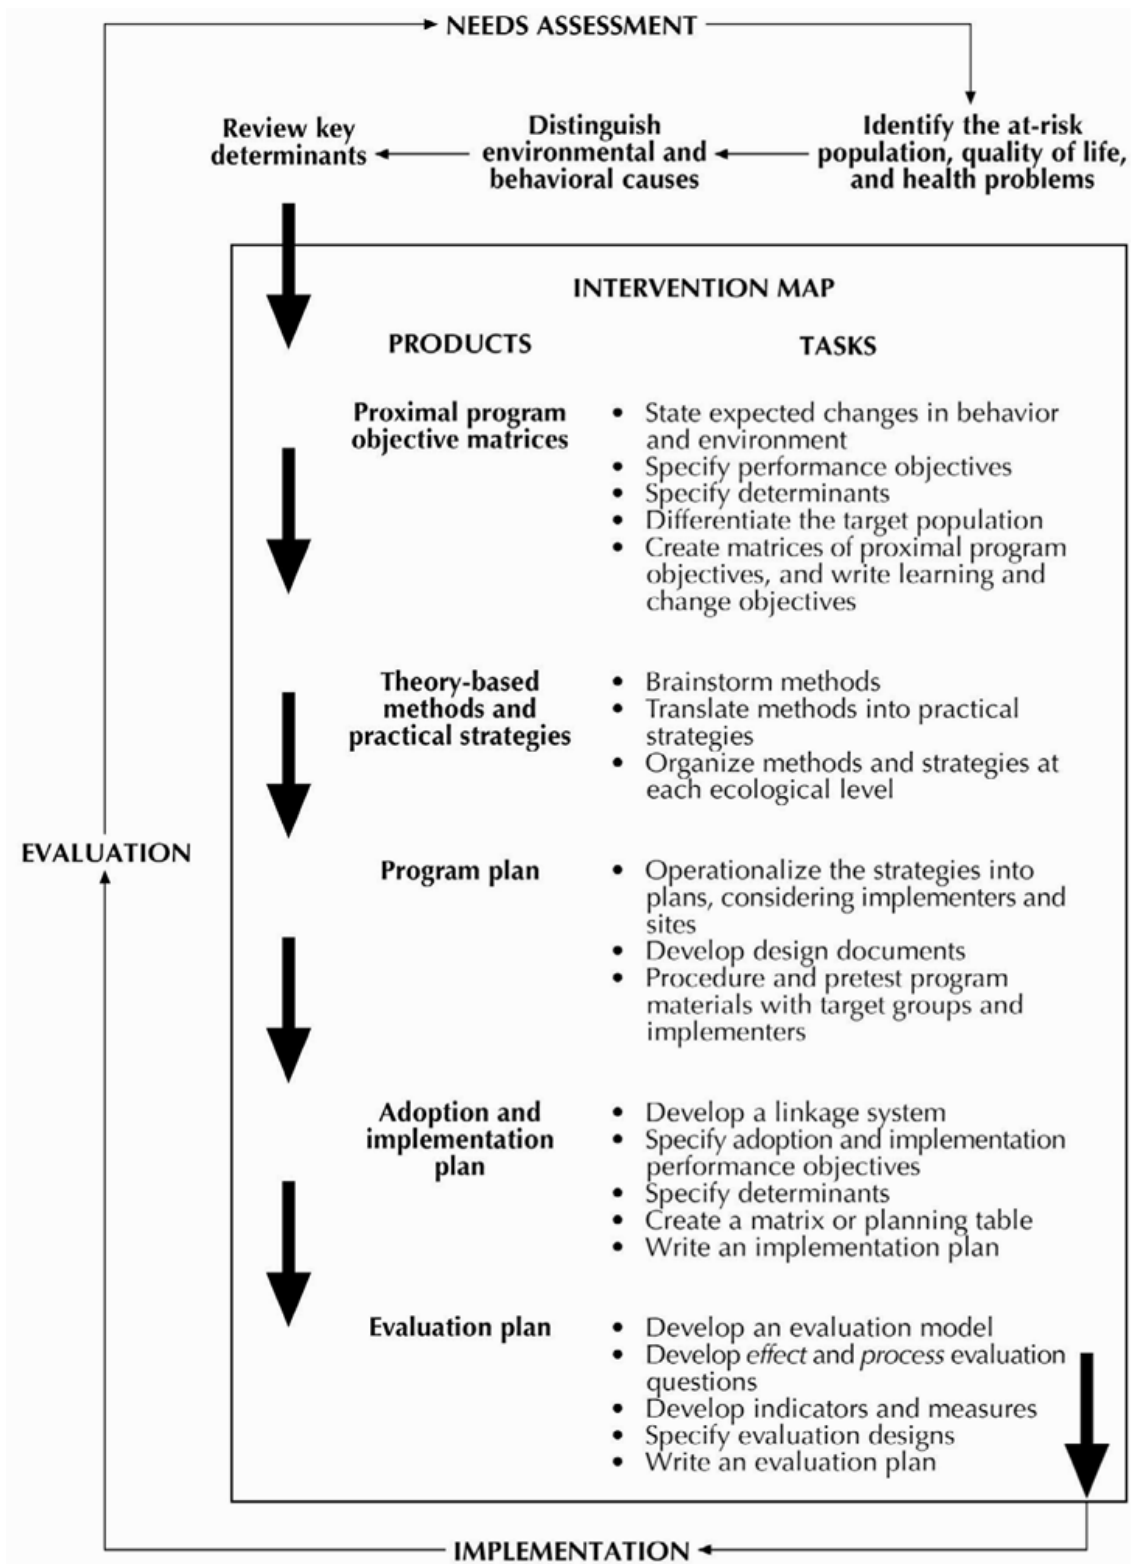 NEEDS ASSESSMENT
Review key
determinants
Distinguish
environmental and
behavioral causes
Identify the at-risk
population, quality of life,
and health problems
INTERVENTION MAP
PRODUCTS
TASKS
Proximal program
objective matrices
• State expected changes in behavior
and environment
• Specify performance objectives
• Specify determinants
• Differentiate the target population
• Create matrices of proximal program
objectives, and write learning and
change objectives
Theory-based
methods and
practical strategies
• Brainstorm methods
• Translate methods into practical
strategies
• Organize methods and strategies at
each ecological level
EVALUATION
Program plan
• Operationalize the strategies into
plans, considering implementers and
sites
• Develop design documents
• Procedure and pretest program
materials with target groups and
implementers
Adoption and
implementation
plan
• Develop a linkage system
• Specify adoption and implementation
performance objectives
• Specify determinants
• Create a matrix or planning table
• Write an implementation plan
Evaluation plan
• Develop an evaluation model
• Develop effect and process evaluation
questions
• Develop indicators and measures
• Specify evaluation designs
• Write an evaluation plan
IMPLEMENTATION